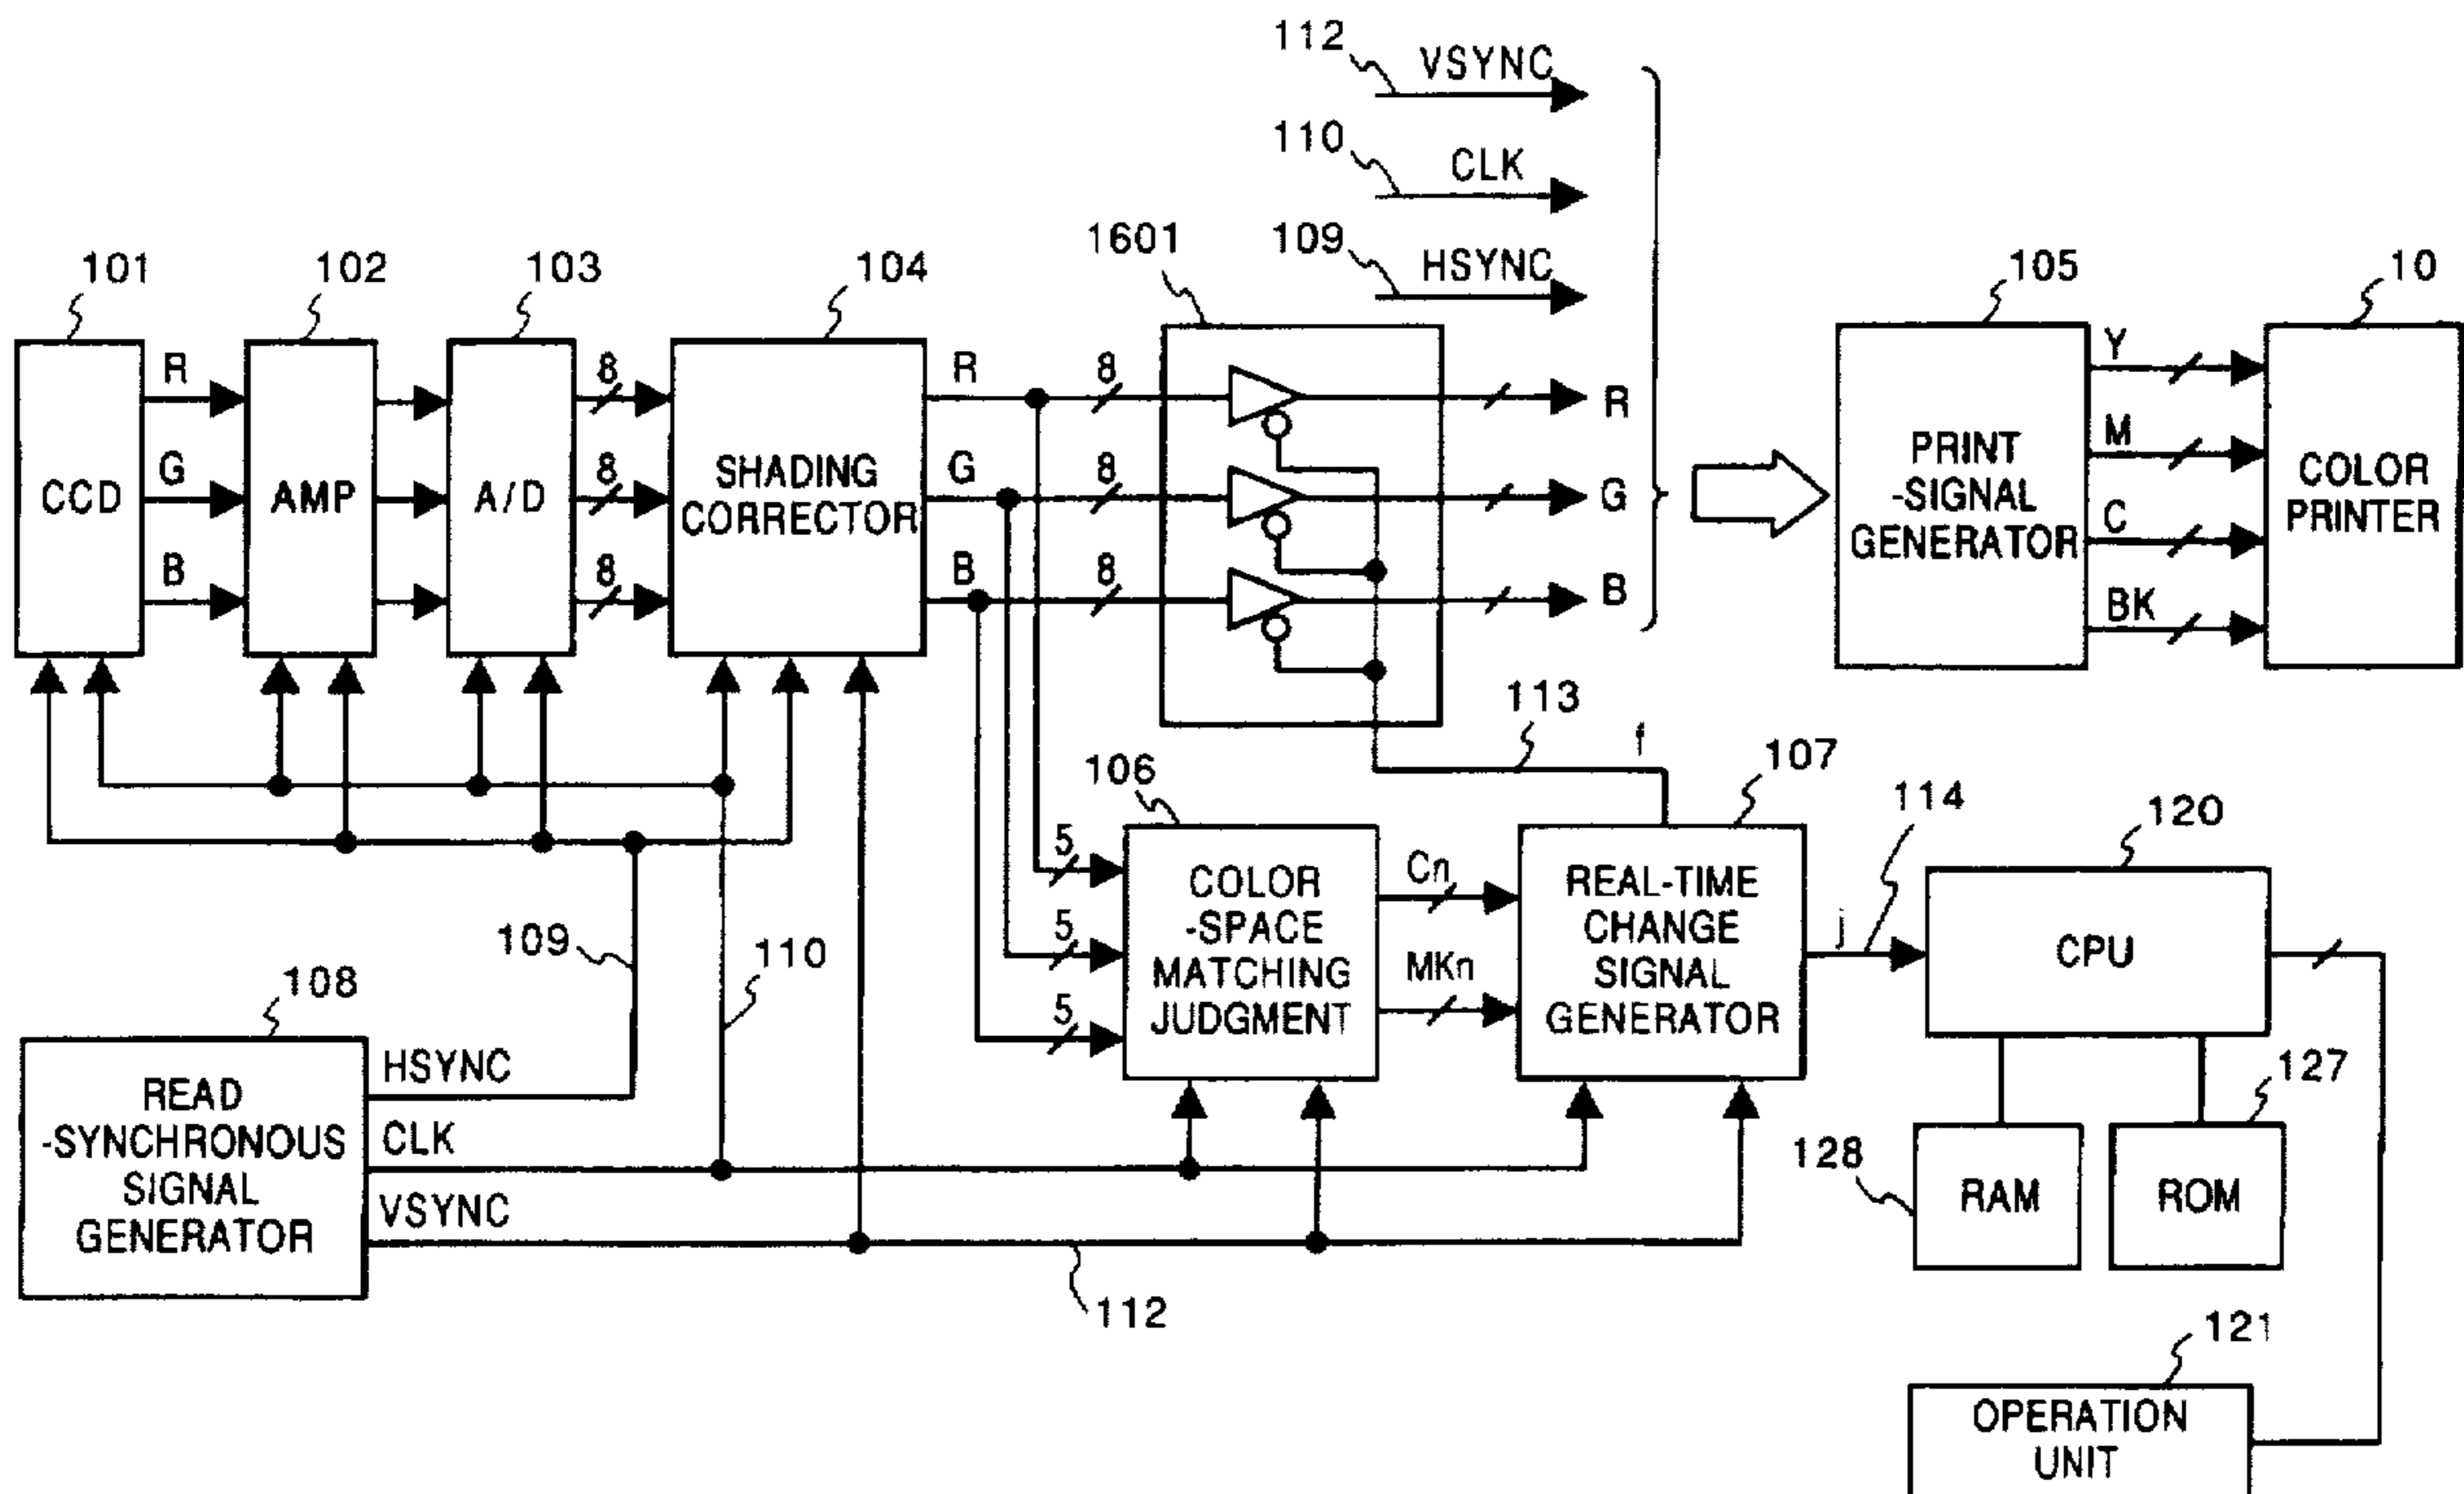 112
VSYNC
110
CLK
1601
109
HSYNC
101
102
103
104
105
10
R
8
R
8
R
Y
CCD
G
AMP
A/D
8
SHADING
CORRECTOR
G
8
G
PRINT
-SIGNAL
GENERATOR
M
C
COLOR
PRINTER
B
8
B
8
B
BK
113
f
106
107
114
120
5
5
5
COLOR
-SPACE
MATCHING
JUDGMENT
Cn
MKn
REAL-TIME
CHANGE
SIGNAL
GENERATOR
j
CPU
109
110
108
READ
-SYNCHRONOUS
SIGNAL
GENERATOR
HSYNC
CLK
VSYNC
112
128
RAM
127
ROM
121
OPERATION
UNIT